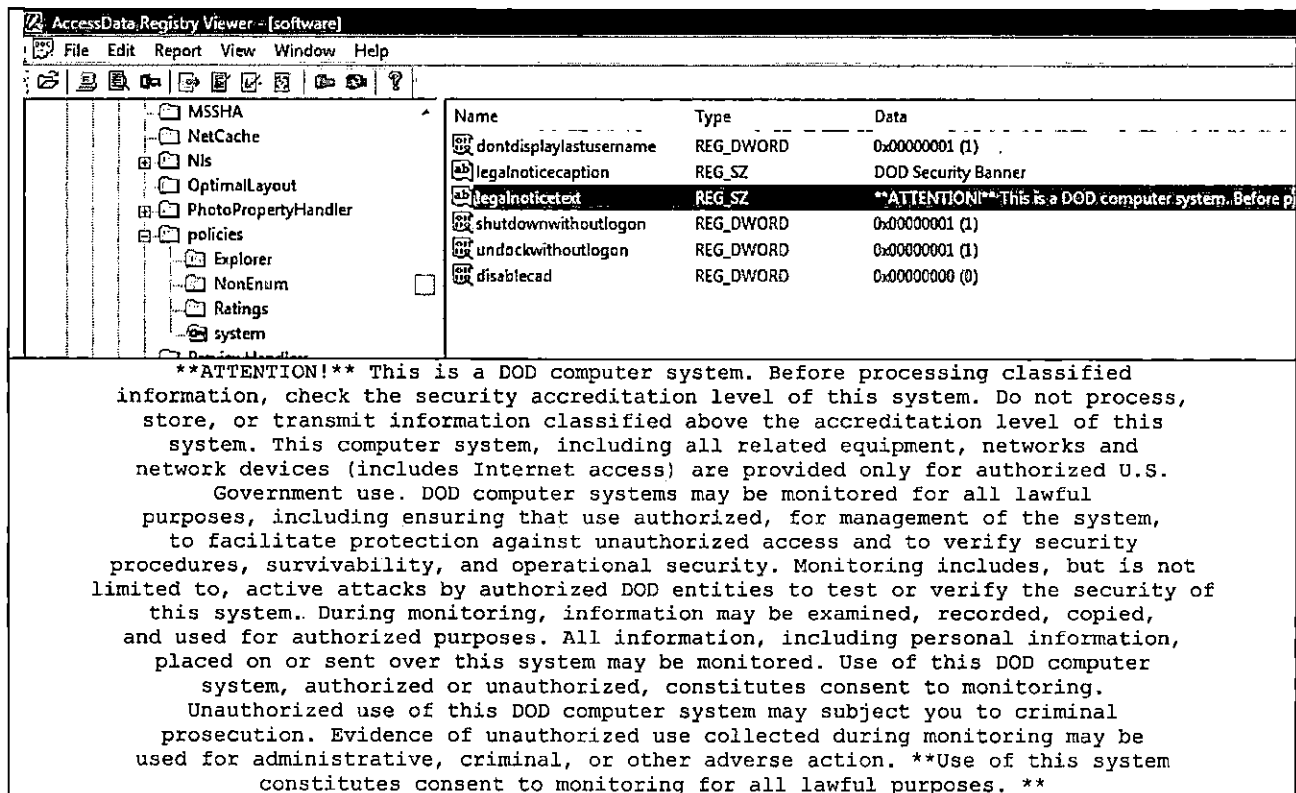 AccessData Registry Viewer - [software]
File Edit Report View Window Help
MSSHA
NetCache
Nls
OptimalLayout
PhotoPropertyHandler
policies
Explorer
NonEnum
Ratings
system
Name Type Data
dontdisplaylastusername REG_DWORD 0x00000001 (1)
legalnoticecaption REG_SZ DOD Security Banner
legalnoticetext REG_SZ **ATTENTION!** This is a DOD computer system. Before p
shutdownwithoutlogon REG_DWORD 0x00000001 (1)
undockwithoutlogon REG_DWORD 0x00000001 (1)
disablecad REG_DWORD 0x00000000 (0)
**ATTENTION!** This is a DOD computer system. Before processing classified
information, check the security accreditation level of this system. Do not process,
store, or transmit information classified above the accreditation level of this
system. This computer system, including all related equipment, networks and
network devices (includes Internet access) are provided only for authorized U.S.
Government use. DOD computer systems may be monitored for all lawful
purposes, including ensuring that use authorized, for management of the system,
to facilitate protection against unauthorized access and to verify security
procedures, survivability, and operational security. Monitoring includes, but is not
limited to, active attacks by authorized DOD entities to test or verify the security of
this system. During monitoring, information may be examined, recorded, copied,
and used for authorized purposes. All information, including personal information,
placed on or sent over this system may be monitored. Use of this DOD computer
system, authorized or unauthorized, constitutes consent to monitoring.
Unauthorized use of this DOD computer system may subject you to criminal
prosecution. Evidence of unauthorized use collected during monitoring may be
used for administrative, criminal, or other adverse action. **Use of this system
constitutes consent to monitoring for all lawful purposes. **